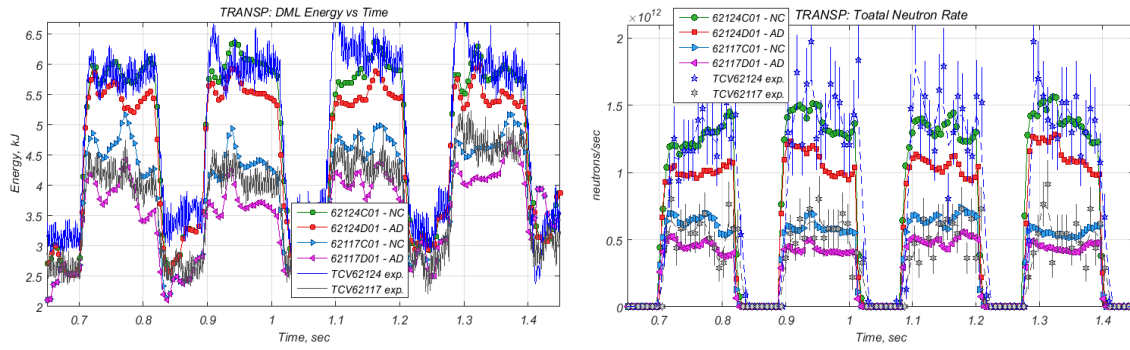 TRANSP: DML Energy vs Time
Energy, kJ
6.5
6
5.5
5
4.5
4
3.5
3
2.5
2
0.7 0.8 0.9 1 1.1 1.2 1.3 1.4
Time, sec
62124C01 - NC
62124D01 - AD
62117C01 - NC
62117D01 - AD
TCV62124 exp.
TCV62117 exp.
×10¹²
TRANSP: Toatal Neutron Rate
neutrons/sec
2
1.5
1
0.5
0
0.7 0.8 0.9 1 1.1 1.2 1.3 1.4
Time, sec
62124C01 - NC
62124D01 - AD
62117C01 - NC
62117D01 - AD
TCV62124 exp.
TCV62117 exp.